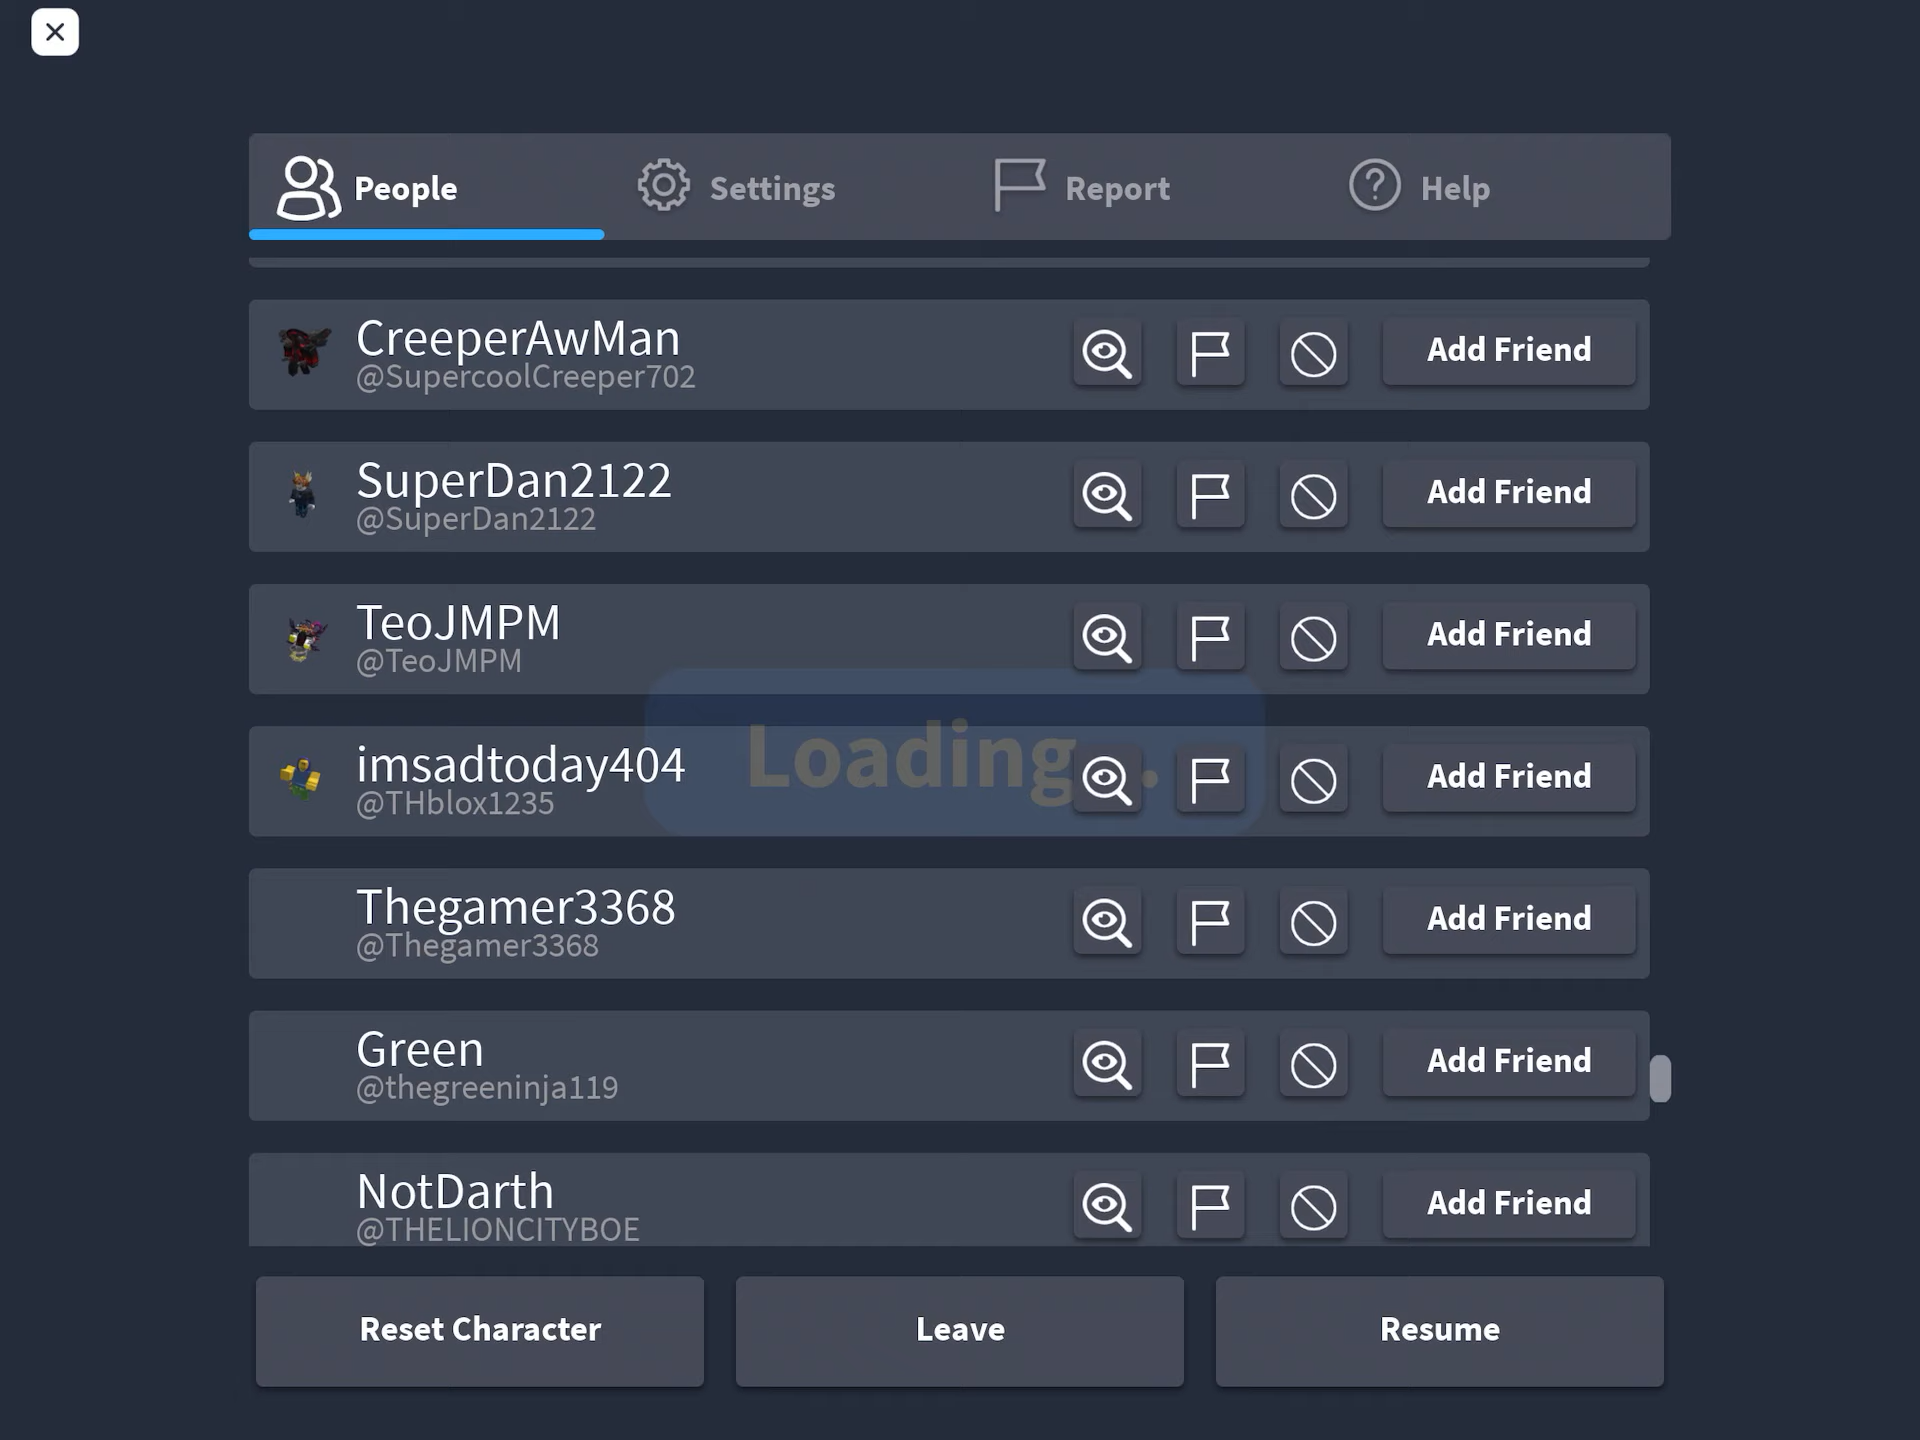 People
Settings
Report
Help
CreeperAwMan
@SupercoolCreeper702
Add Friend
SuperDan2122
@SuperDan2122
Add Friend
TeoJMPM
@TeoJMPM
Add Friend
Loading...
imsadtoday404
@THblox1235
Add Friend
Thegamer3368
@Thegamer3368
Add Friend
Green
@thegreeninja119
Add Friend
NotDarth
@THELIONCITYBOE
Add Friend
Reset Character
Leave
Resume